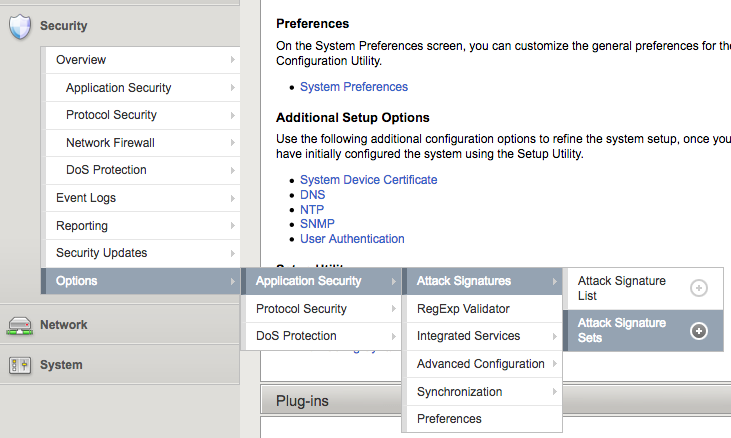 Security
Overview
Application Security
Protocol Security
Network Firewall
DoS Protection
Event Logs
Reporting
Security Updates
Options
Network
System
Preferences
On the System Preferences screen, you can customize the general preferences for the
Configuration Utility.
System Preferences
Additional Setup Options
Use the following additional configuration options to refine the system setup, once you
have initially configured the system using the Setup Utility.
System Device Certificate
DNS
NTP
SNMP
User Authentication
Application Security
Protocol Security
DoS Protection
Attack Signatures
RegExp Validator
Integrated Services
Advanced Configuration
Synchronization
Preferences
Attack Signature
List
Attack Signature
Sets
Plug-ins